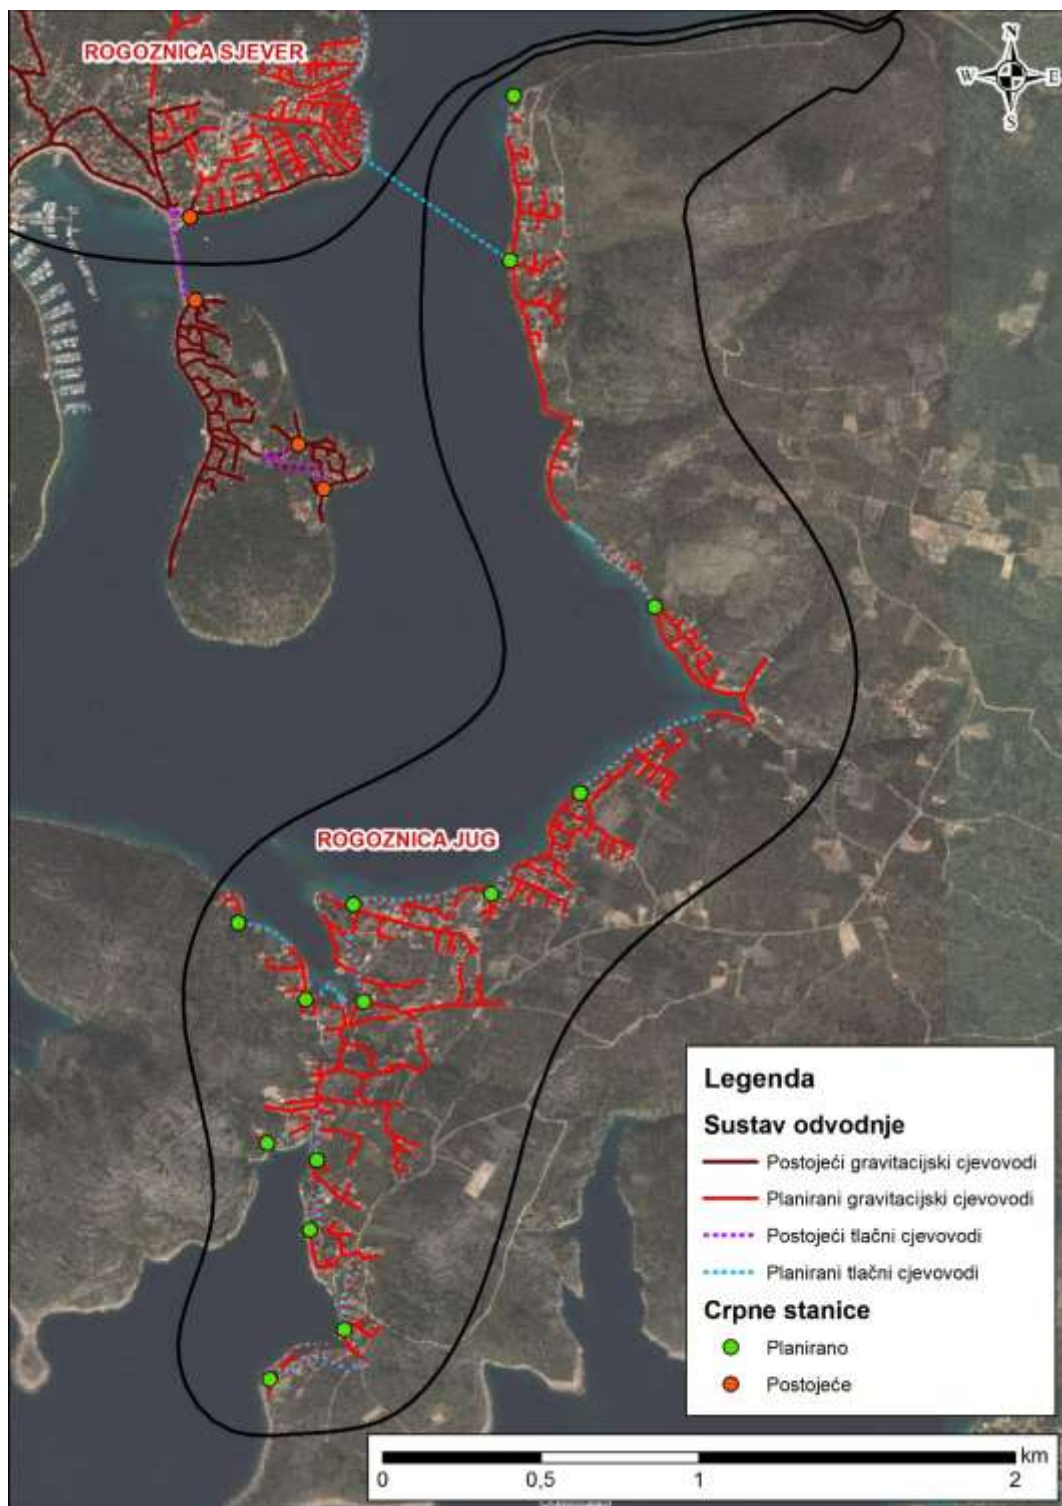 ROGOZNICA SJEVER
N
W E
S
ROGOZNICA JUG
Legenda
Sustav odvodnje
Postojeći gravitacijski cjevovodi
Planirani gravitacijski cjevovodi
Postojeći tlačni cjevovodi
Planirani tlačni cjevovodi
Crpne stanice
Planirano
Postojeće
km
0 0,5 1 2